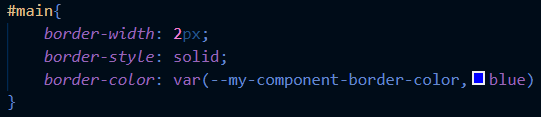 #main{
    border-width: 2px;
    border-style: solid;
    border-color: var(--my-component-border-color, blue)
}